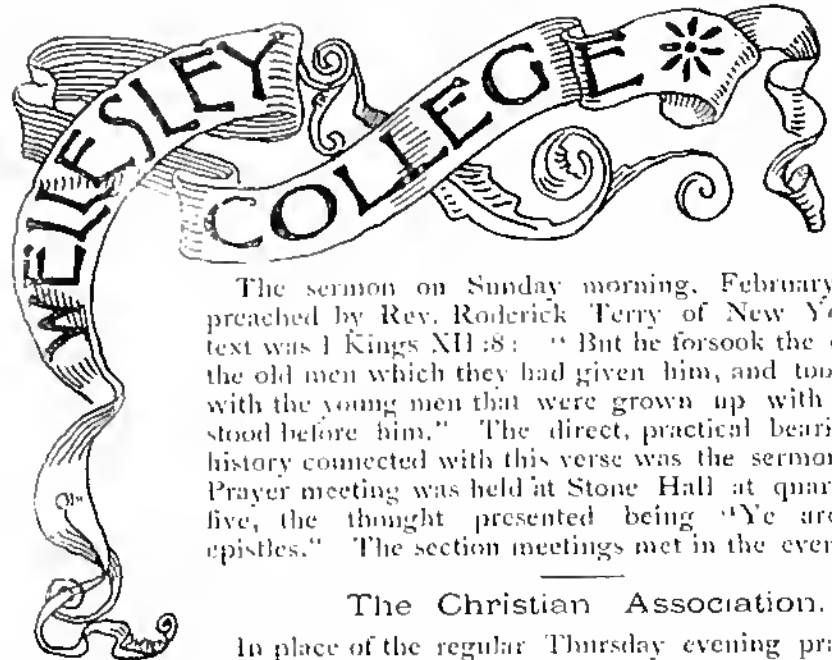 WELLESLEY
COLLEGE
The sermon on Sunday morning, February
preached by Rev. Roderick Terry of New
text was 1 Kings XII :8: "But he forsook the
the old men which they had given him, and
with the young men that were grown up with
stood before him." The direct, practical
history connected with this verse was the
Prayer meeting was held at Stone Hall at
five, the thought presented being "Ye
epistles." The section meetings met in the
The Christian Association.
In place of the regular Thursday evening